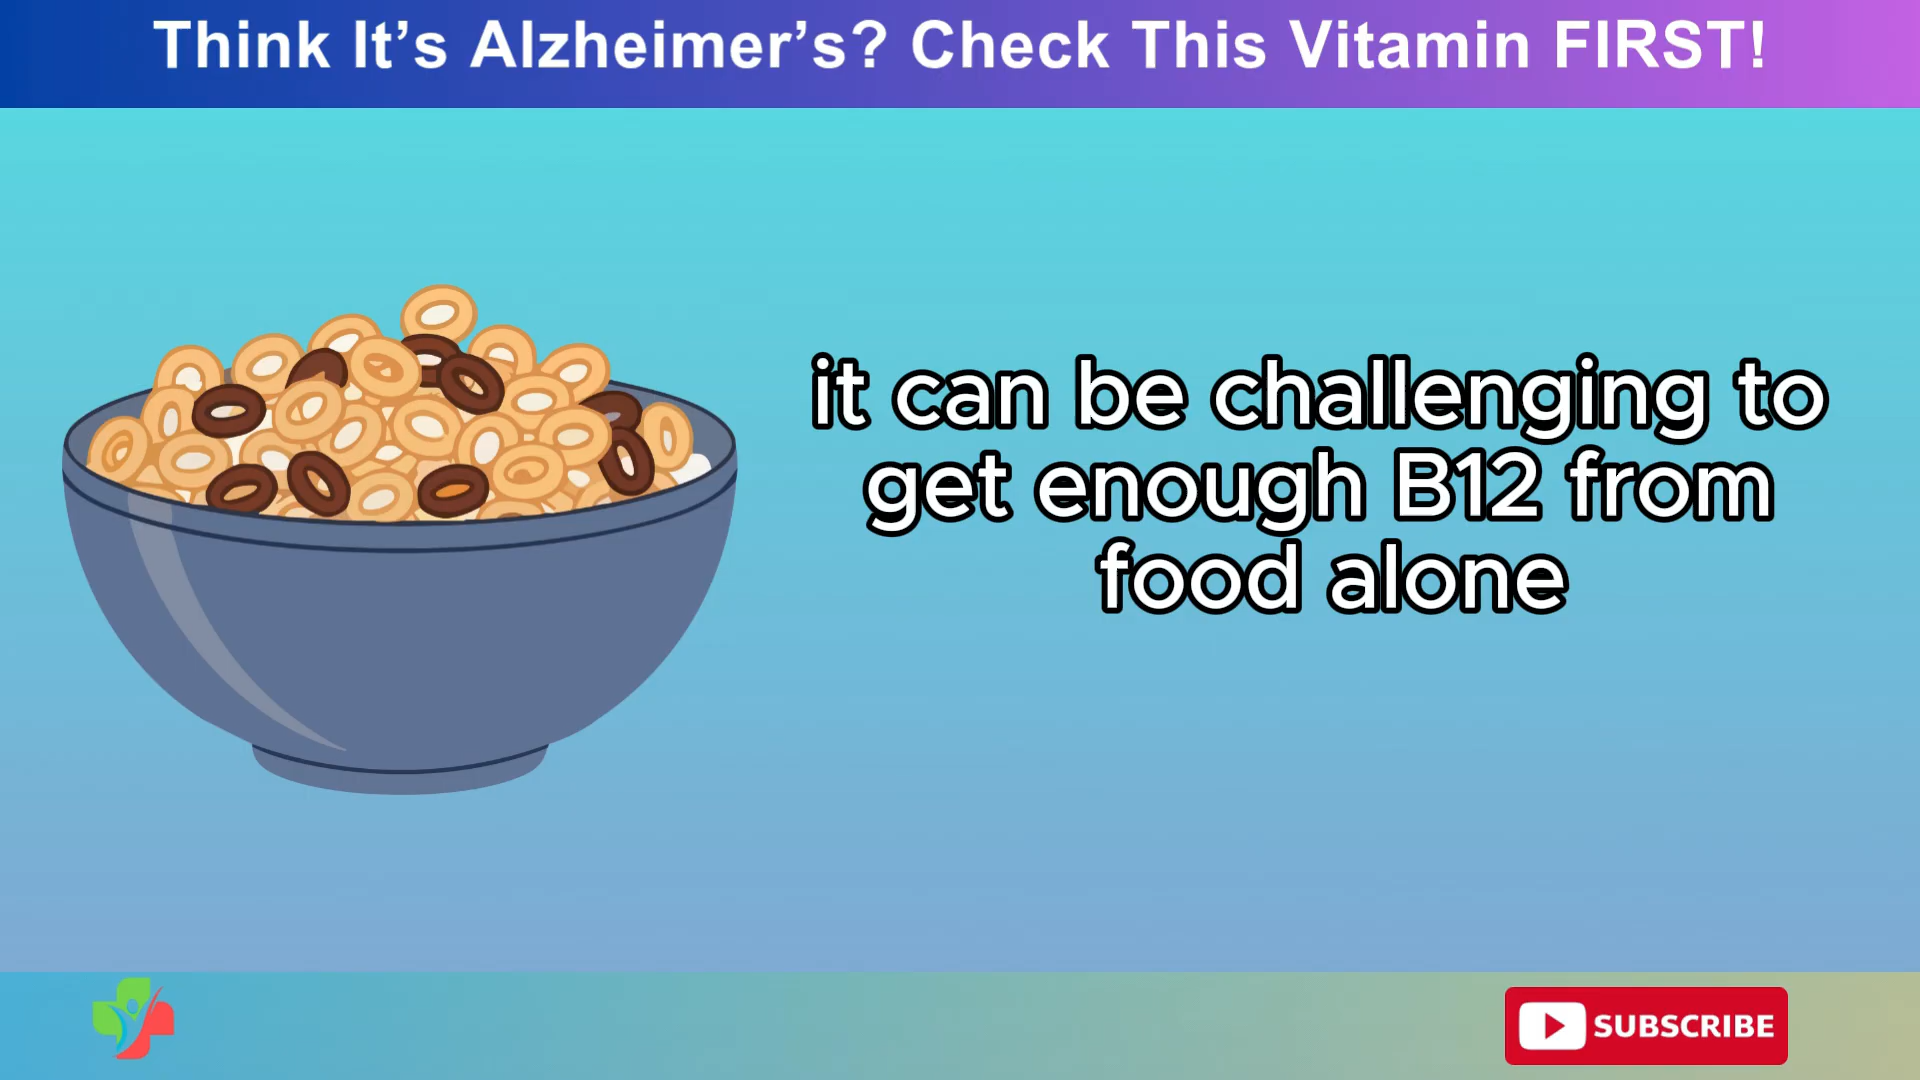 Think It’s Alzheimer’s? Check This Vitamin FIRST!
it can be challenging to
get enough B12 from
food alone
SUBSCRIBE